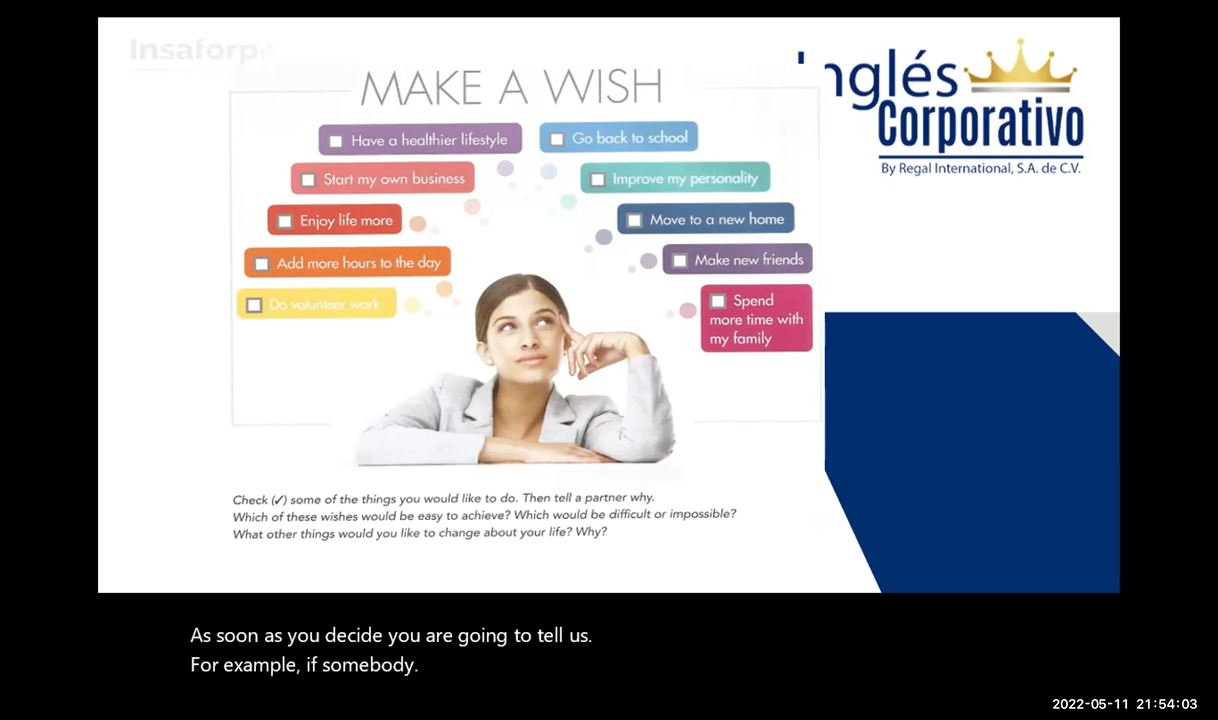 Insaforp
MAKE A WISH
Inglés
Corporativo
By Regal International, S.A. de C.V.
Have a healthier lifestyle
Go back to school
Start my own business
Improve my personality
Enjoy life more
Move to a new home
Add more hours to the day
Make new friends
Do volunteer work
Spend
more time with
my family
Check (✓) some of the things you would like to do. Then tell a partner why.
Which of these wishes would be easy to achieve? Which would be difficult or impossible?
What other things would you like to change about your life? Why?
As soon as you decide you are going to tell us.
For example, if somebody.
2022-05-11 21:54:03